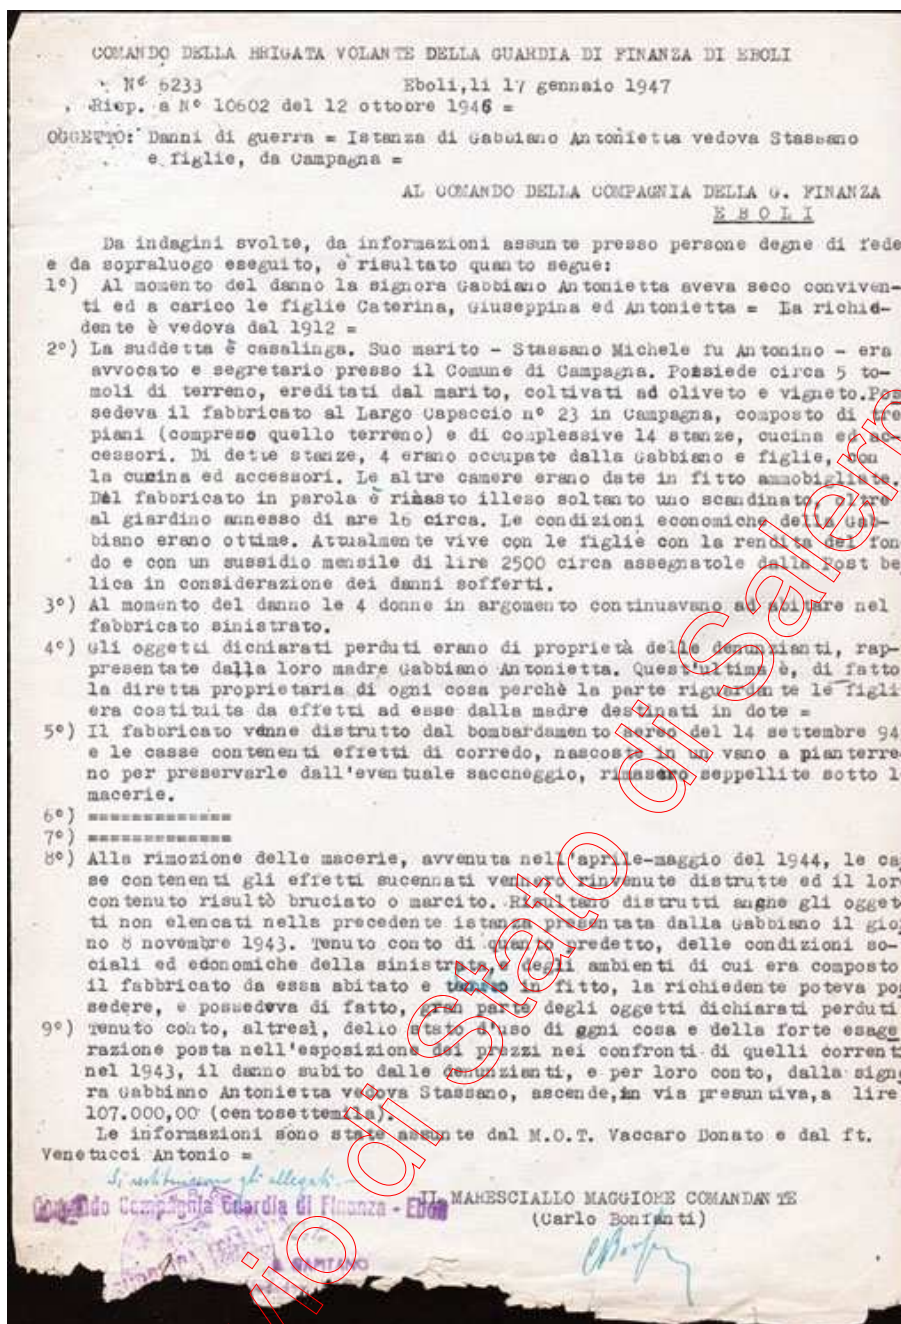 COMANDO DELLA BRIGATA VOLANTE DELLA GUARDIA DI FINANZA DI EBOLI
N° 6233 Eboli,li 17 gennaio 1947
Risp. a N° 10602 del 12 ottobre 1946 =
OGGETTO: Danni di guerra = Istanza di Gabbiano Antonietta vedova Stassano
e figlie, da Campagna =
AL COMANDO DELLA COMPAGNIA DELLA G. FINANZA
E B O L I
Da indagini svolte, da informazioni assunte presso persone degne di fede
e da sopraluogo eseguito, è risultato quanto segue:
1°) Al momento del danno la signora Gabbiano Antonietta aveva seco conviven-
ti ed a carico le figlie Caterina, Giuseppina ed Antonietta = La richie-
dente è vedova dal 1912 =
2°) La suddetta è casalinga. Suo marito - Stassano Michele fu Antonino - era
avvocato e segretario presso il Comune di Campagna. Possiede circa 5 to-
moli di terreno, ereditati dal marito, coltivati ad oliveto e vigneto.Pos
sedeva il fabbricato al Largo Capaccio n° 23 in Campagna, composto di tre
piani (compreso quello terreno) e di complessive 14 stanze, cucina ed ac-
cessori. Di dette stanze, 4 erano occupate dalla Gabbiano e figlie, con
la cucina ed accessori. Le altre camere erano date in fitto ammobigliate.
Del fabbricato in parola è rimasto illeso soltanto uno scandinato, oltre
al giardino annesso di are 16 circa. Le condizioni economiche della Gab-
biano erano ottime. Attualmente vive con le figlie con la rendita del fon
do e con un sussidio mensile di lire 2500 circa assegnatole dalla Post be
lica in considerazione dei danni sofferti.
3°) Al momento del danno le 4 donne in argomento continuavano ad abitare nel
fabbricato sinistrato.
4°) Gli oggetti dichiarati perduti erano di proprietà delle denunzianti, rap-
presentate dalla loro madre Gabbiano Antonietta. Quest'ultima è, di fatto
la diretta proprietaria di ogni cosa perchè la parte riguardante le figli
era costituita da effetti ad esse dalla madre destinati in dote =
5°) Il fabbricato venne distrutto dal bombardamento aereo del 14 settembre 94
e le casse contenenti effetti di corredo, nascoste in un vano a pianterre
no per preservarle dall'eventuale saccheggio, rimasero seppellite sotto l
macerie.
6°) =============
7°) =============
8°) Alla rimozione delle macerie, avvenuta nell'aprile-maggio del 1944, le ca
se contenenti gli effetti sucennati vennero rinvenute distrutte ed il lor
contenuto risultò bruciato o marcito. Risultano distrutti anche gli ogget
ti non elencati nella precedente istanza presentata dalla Gabbiano il gior
no 8 novembre 1943. Tenuto conto di quanto predetto, delle condizioni so-
ciali ed economiche della sinistrata e degli ambienti di cui era composto
il fabbricato da essa abitato e tenuto in fitto, la richiedente poteva pos
sedere, e possedeva di fatto, gran parte degli oggetti dichiarati perduti
9°) Tenuto conto, altresì, dello stato d'uso di ogni cosa e della forte esage
razione posta nell'esposizione dei prezzi nei confronti di quelli correnti
nel 1943, il danno subito dalle denunzianti, e per loro conto, dalla signo
ra Gabbiano Antonietta vedova Stassano, ascende,in via presuntiva,a lire
107.000,00 (centosettemila).
Le informazioni sono state assunte dal M.O.T. Vaccaro Donato e dal ft.
Venetucci Antonio =
Si restituiscono gli allegati.
Comando Compagnia Guardia di Finanza - Eboli
IL MARESCIALLO MAGGIORE COMANDANTE
(Carlo Bonfanti)
io di Stato di Salern